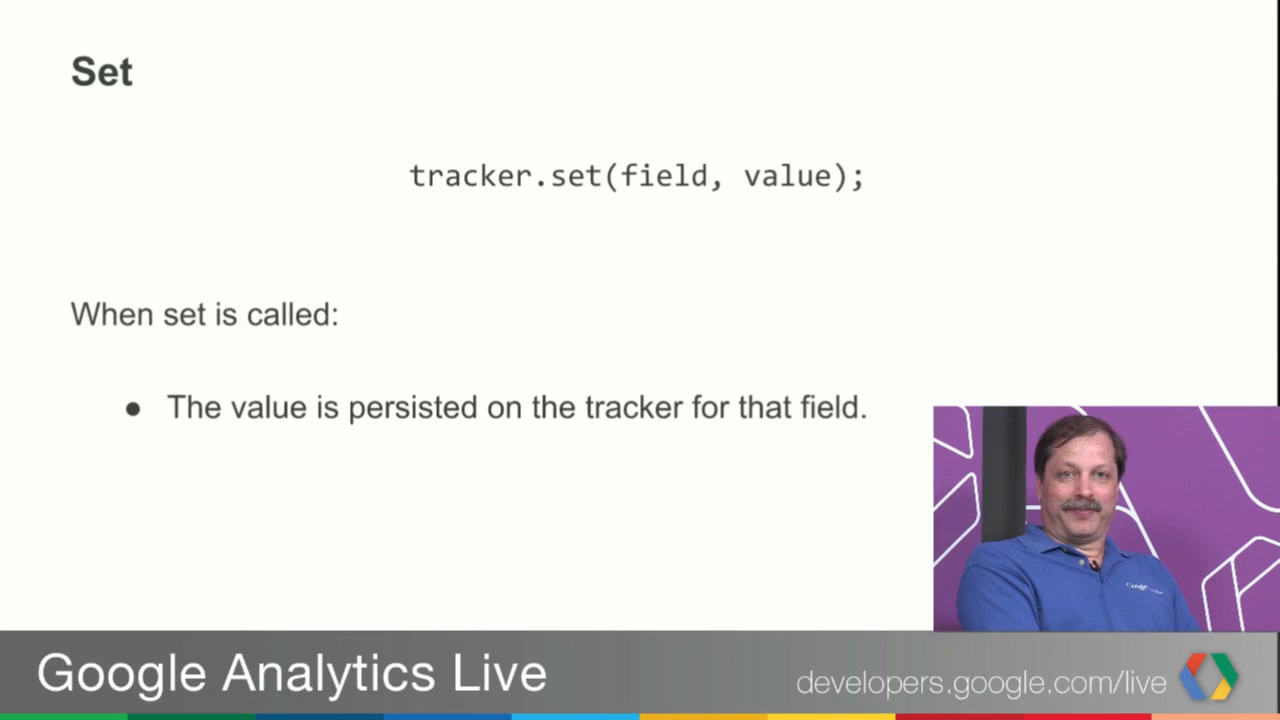 Set
tracker.set(field, value);
When set is called:
● The value is persisted on the tracker for that field.
Google Analytics Live
developers.google.com/live